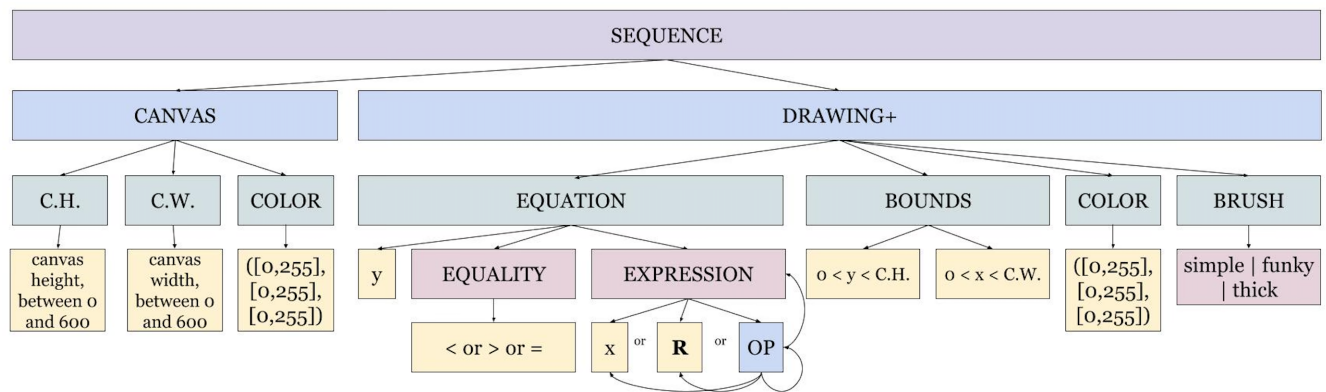 SEQUENCE
CANVAS
DRAWING+
C.H.
C.W.
COLOR
EQUATION
BOUNDS
COLOR
BRUSH
canvas
height,
between 0
and 600
canvas
width,
between 0
and 600
([0,255],
[0,255],
[0,255])
y
EQUALITY
EXPRESSION
0 < y < C.H.
0 < x < C.W.
([0,255],
[0,255],
[0,255])
simple | funky
| thick
< or > or =
x or R or OP